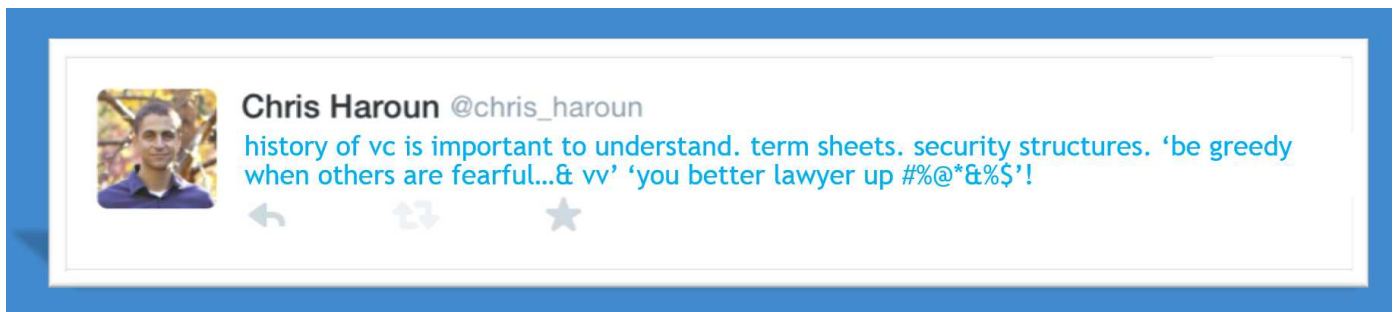 Chris Haroun @chris_haroun
history of vc is important to understand. term sheets. security structures. ‘be greedy
when others are fearful…& vv’ ‘you better lawyer up #%@*&%$’!